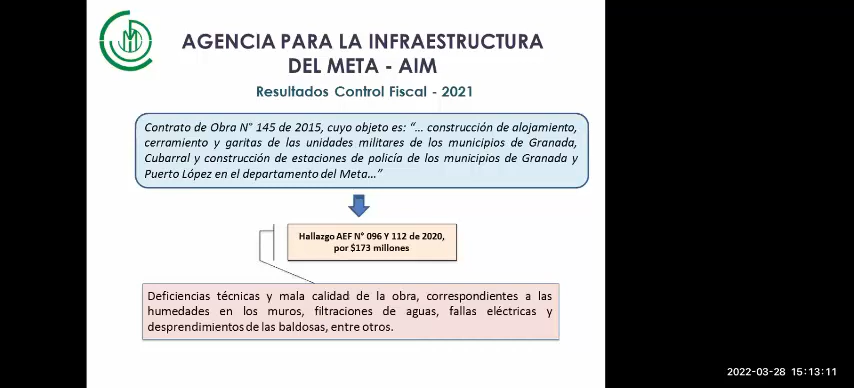 AGENCIA PARA LA INFRAESTRUCTURA
DEL META - AIM
Resultados Control Fiscal - 2021
Contrato de Obra N° 145 de 2015, cuyo objeto es: “... construcción de alojamiento,
cerramiento y garitas de las unidades militares de los municipios de Granada,
Cubarral y construcción de estaciones de policía de los municipios de Granada y
Puerto López en el departamento del Meta...”
Hallazgo AEF N° 096 Y 112 de 2020,
por $173 millones
Deficiencias técnicas y mala calidad de la obra, correspondientes a las
humedades en los muros, filtraciones de aguas, fallas eléctricas y
desprendimientos de las baldosas, entre otros.
2022-03-28 15:13:11